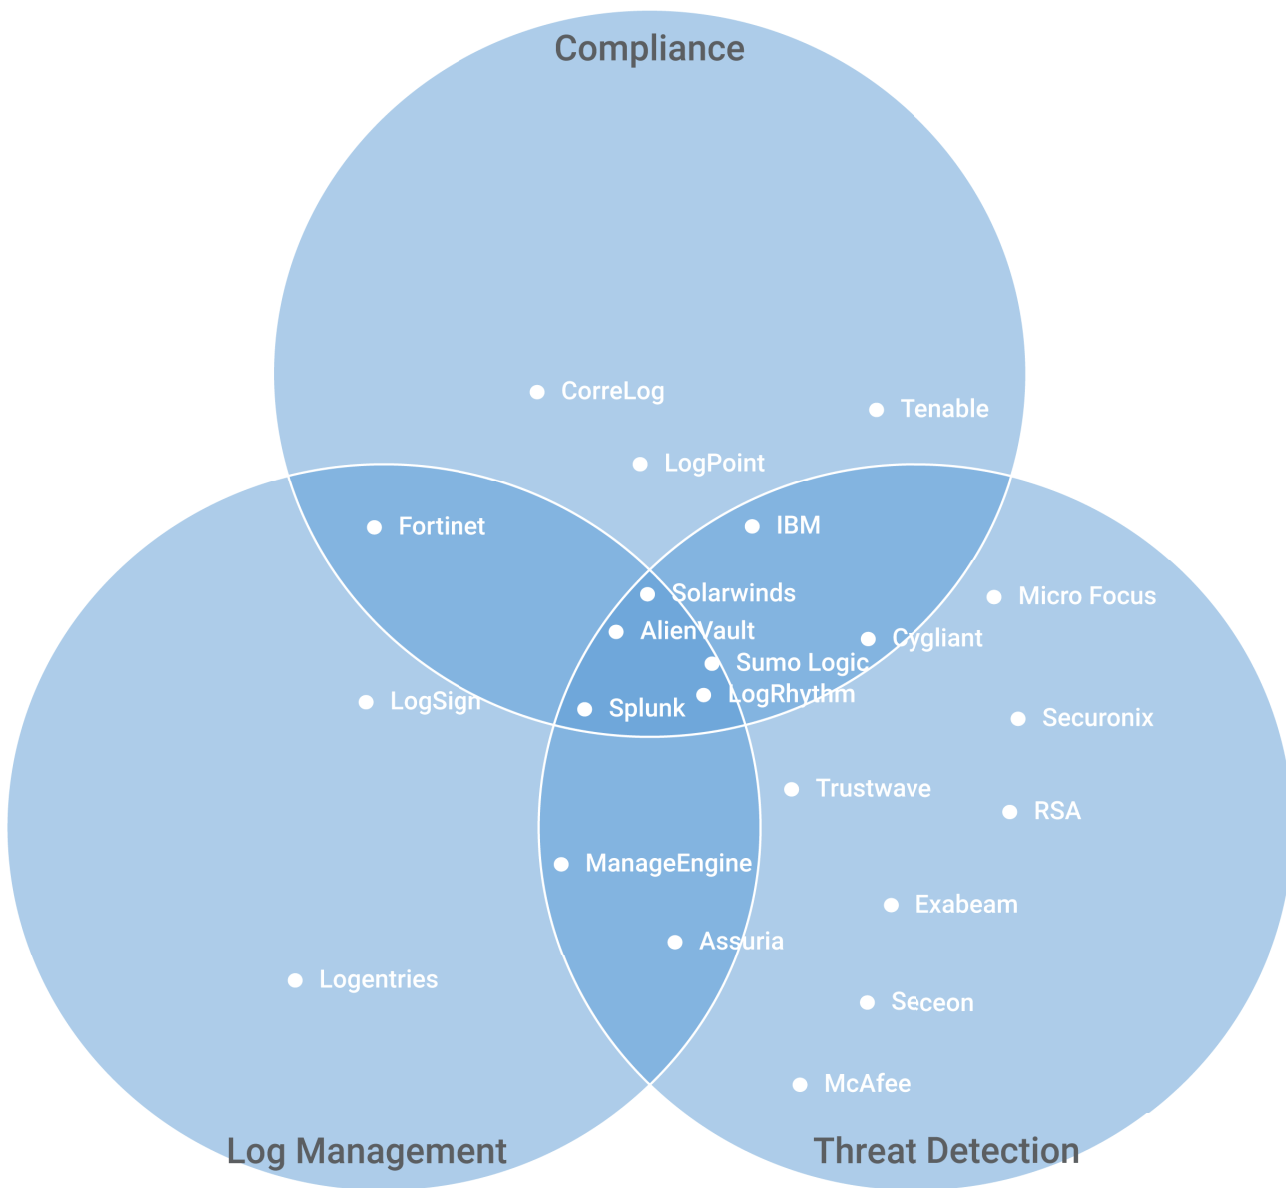 Compliance
CorreLog
Tenable
LogPoint
Fortinet
IBM
Solarwinds
Micro Focus
AlienVault
Cygliant
Sumo Logic
LogRhythm
LogSign
Splunk
Securonix
Trustwave
RSA
ManageEngine
Exabeam
Assuria
Logentries
Seceon
McAfee
Log Management
Threat Detection